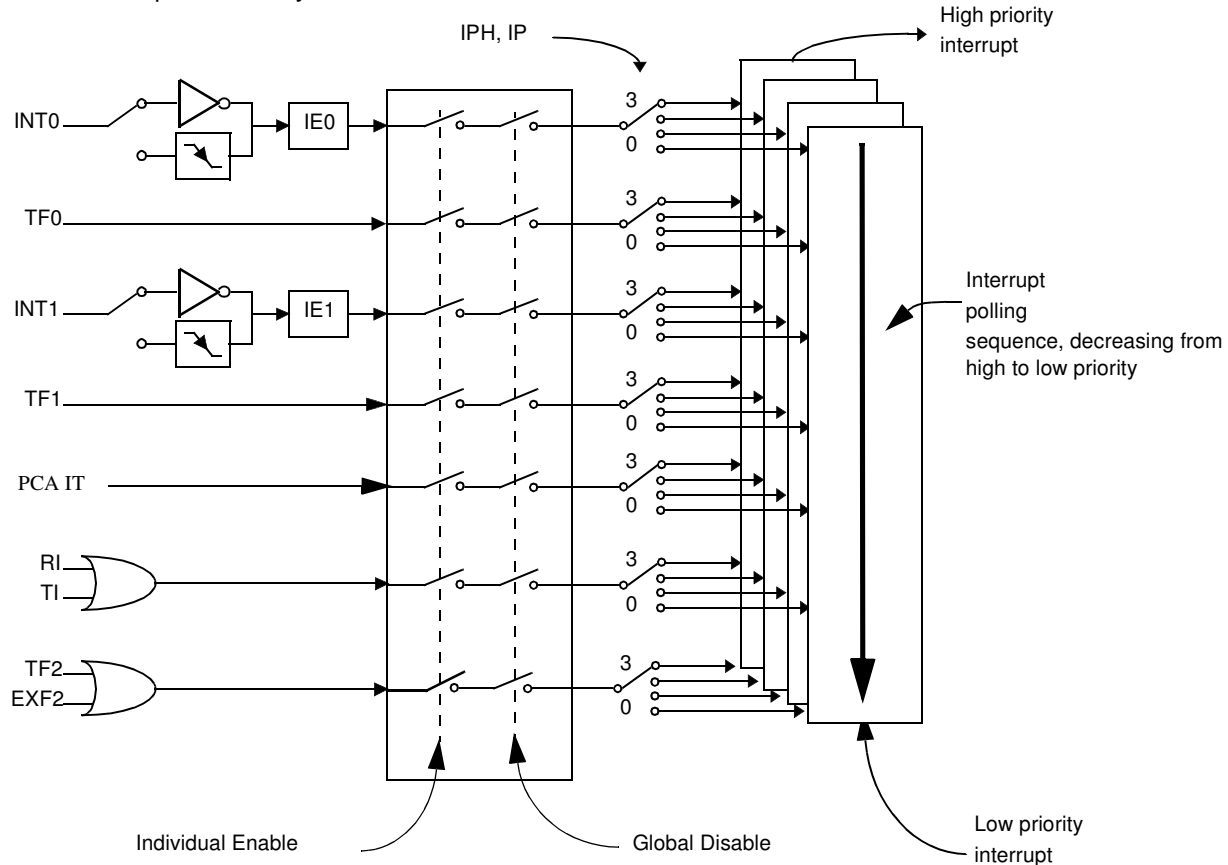 High priority
interrupt
IPH, IP
INT0
IE0
3
0
TF0
3
0
INT1
IE1
3
0
Interrupt
polling
sequence, decreasing from
high to low priority
TF1
3
0
PCA IT
3
0
RI
TI
3
0
TF2
EXF2
3
0
Individual Enable
Global Disable
Low priority
interrupt